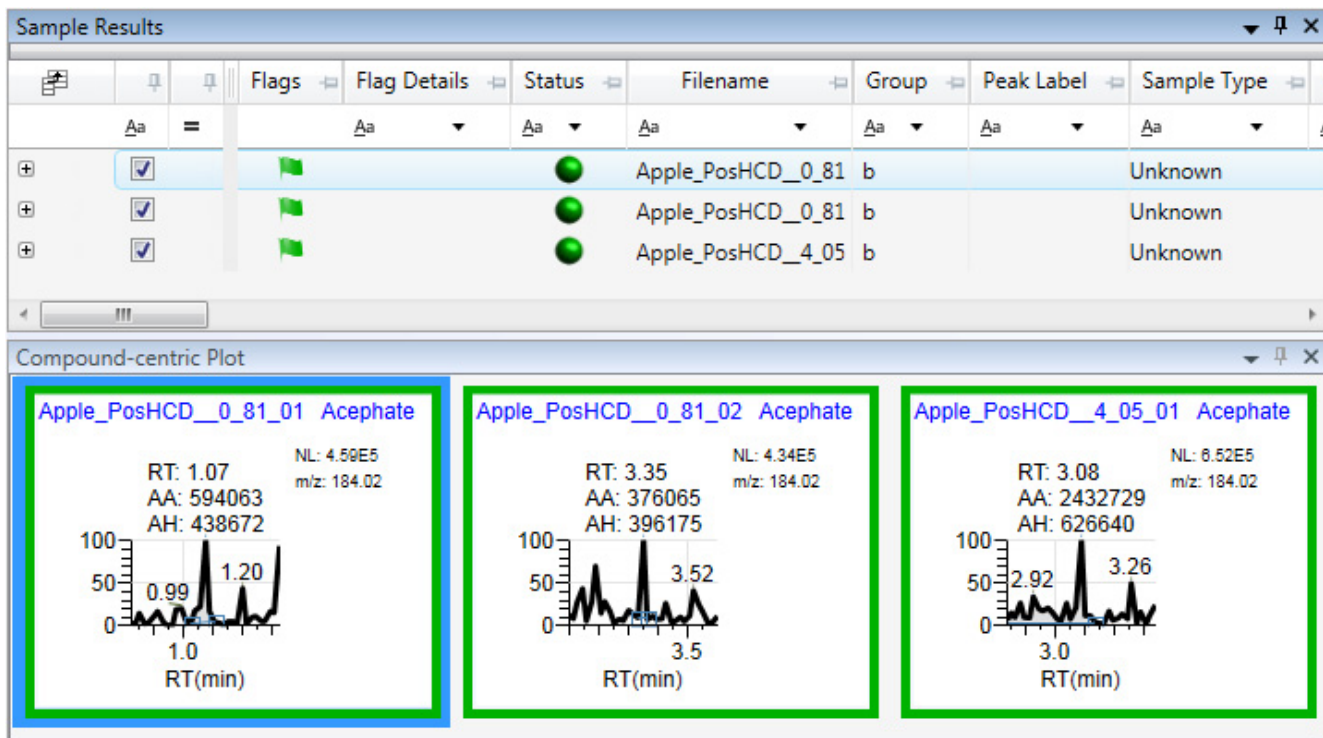 Sample Results
Flags Flag Details Status Filename Group Peak Label Sample Type
Aa = Aa Aa Aa Aa Aa Aa
Apple_PosHCD__0_81 b Unknown
Apple_PosHCD__0_81 b Unknown
Apple_PosHCD__4_05 b Unknown
Compound-centric Plot
Apple_PosHCD__0_81_01 Acephate
NL: 4.59E5
m/z: 184.02
RT: 1.07
AA: 594063
AH: 438672
100
50
0
0.99
1.20
1.0
RT(min)
Apple_PosHCD__0_81_02 Acephate
NL: 4.34E5
m/z: 184.02
RT: 3.35
AA: 376065
AH: 396175
100
50
0
3.52
3.5
RT(min)
Apple_PosHCD__4_05_01 Acephate
NL: 6.52E5
m/z: 184.02
RT: 3.08
AA: 2432729
AH: 626640
100
50
0
2.92
3.26
3.0
RT(min)